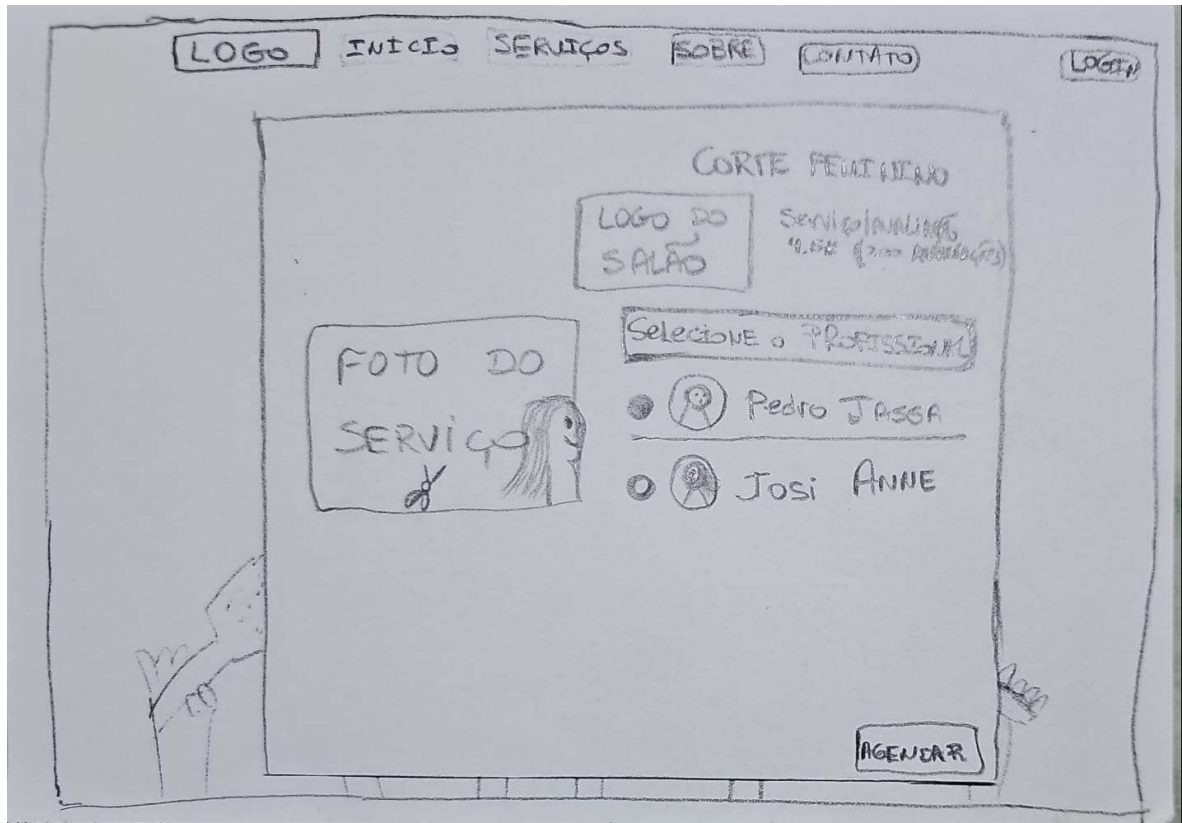 LOGO INICIO SERVIÇOS SOBRE CONTATO LOGIN
CORTE FEMININO
LOGO DO
SALÃO
FOTO DO
SERVIÇO
Selecione o PROFISSIONAL
Pedro JASSA
Josi ANNE
AGENDAR